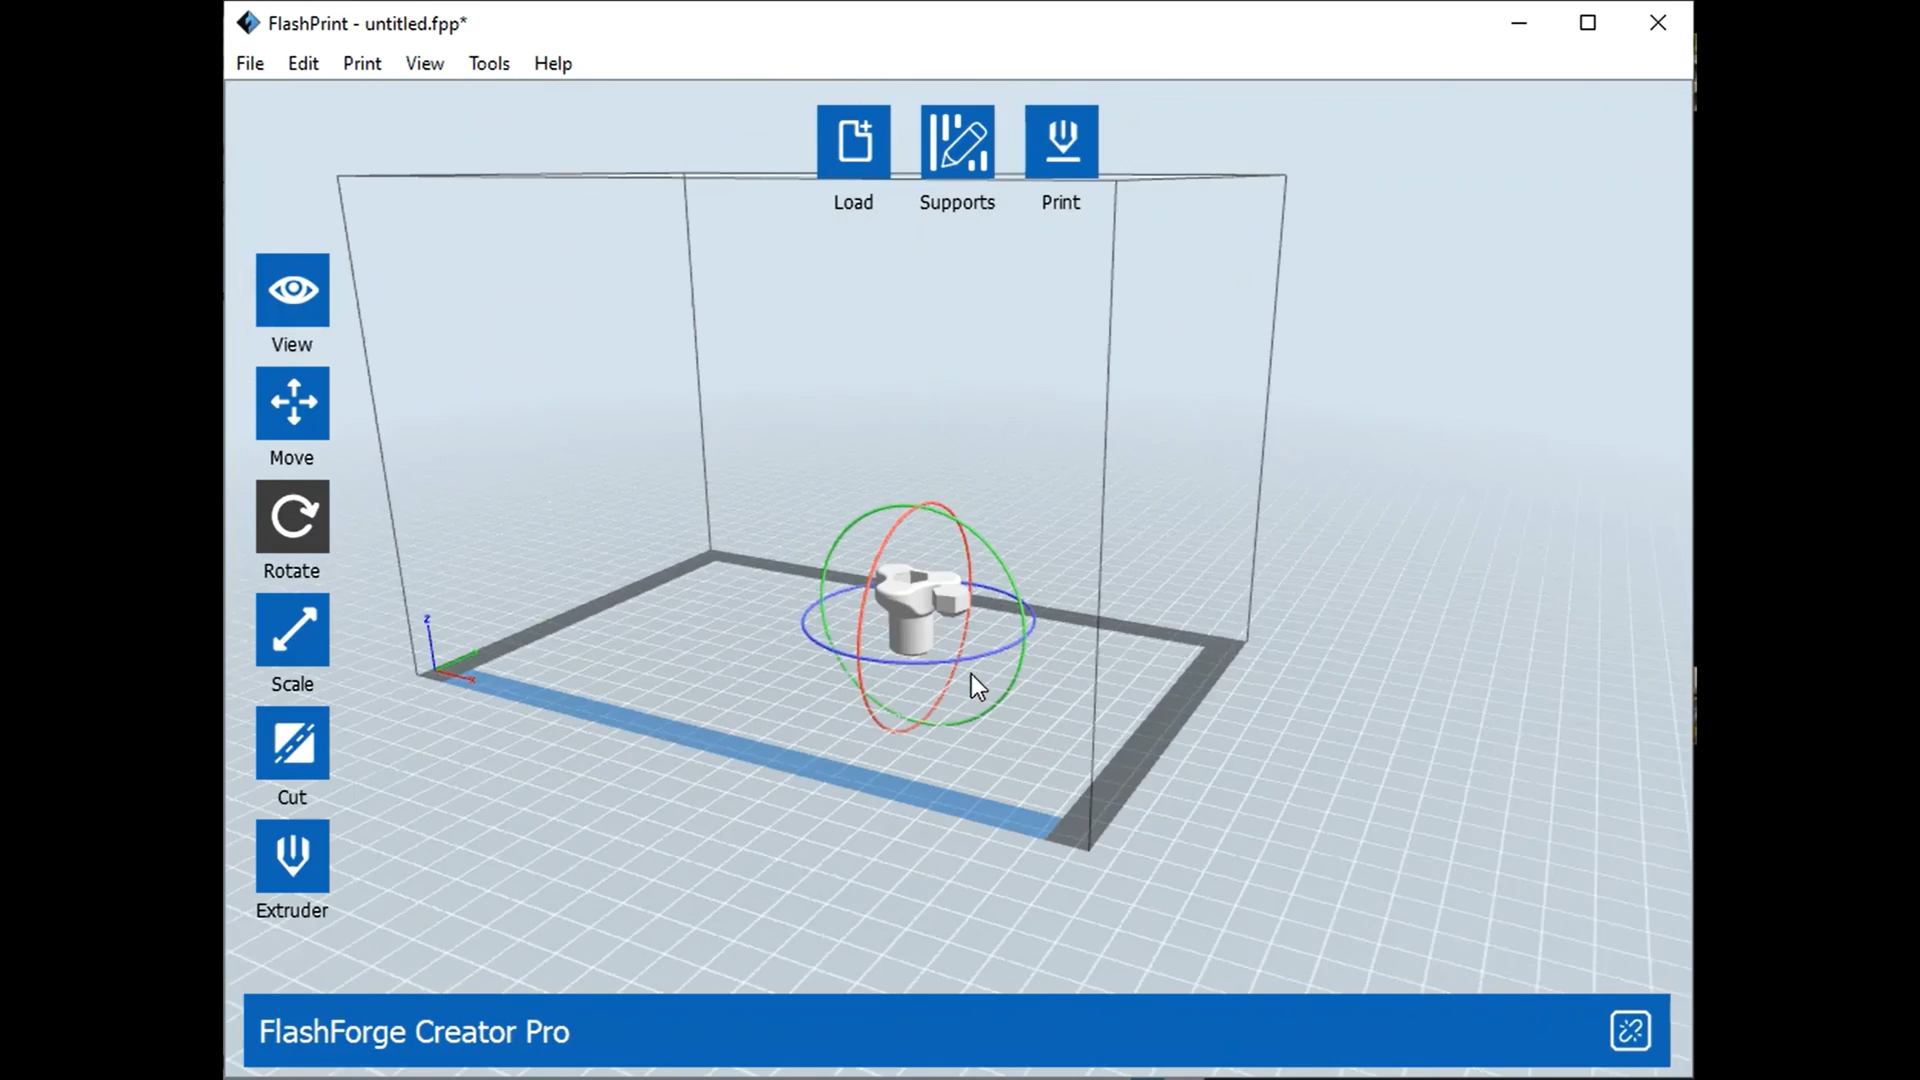 FlashPrint - untitled.fpp*
File Edit Print View Tools Help
Load Supports Print
View
Move
Rotate
Scale
Cut
Extruder
z
x
FlashForge Creator Pro